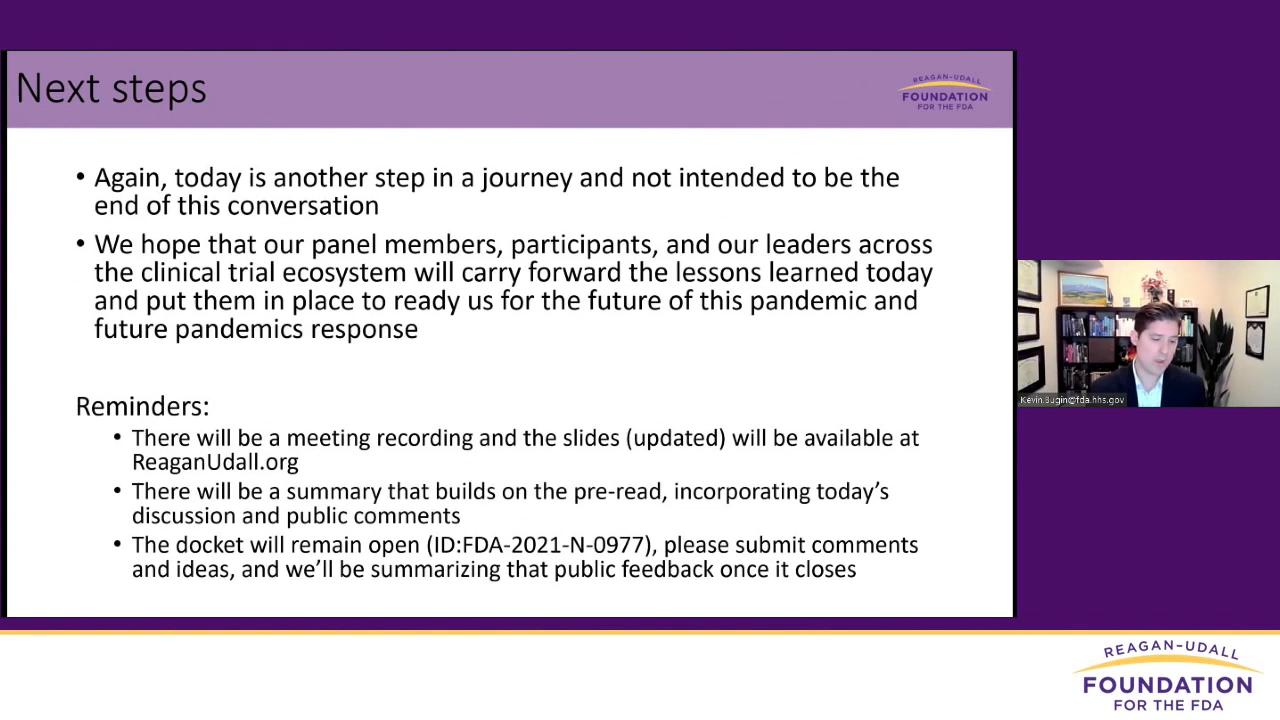 Next steps
REAGAN-UDALL
FOUNDATION
FOR THE FDA
• Again, today is another step in a journey and not intended to be the
end of this conversation
• We hope that our panel members, participants, and our leaders across
the clinical trial ecosystem will carry forward the lessons learned today
and put them in place to ready us for the future of this pandemic and
future pandemics response
Reminders:
• There will be a meeting recording and the slides (updated) will be available at
ReaganUdall.org
• There will be a summary that builds on the pre-read, incorporating today’s
discussion and public comments
• The docket will remain open (ID:FDA-2021-N-0977), please submit comments
and ideas, and we’ll be summarizing that public feedback once it closes
Kevin.Bugin@fda.hhs.gov
REAGAN-UDALL
FOUNDATION
FOR THE FDA